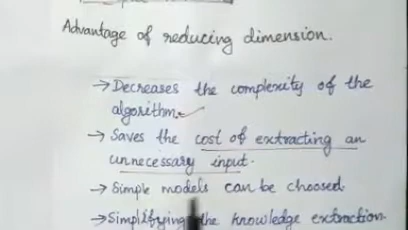 Advantage of reducing dimension.
→ Decreases the complexity of the
algorithm.
→ Saves the cost of extracting an
unnecessary input.
→ Simple models can be choosed.
→ Simplifying the knowledge extraction.